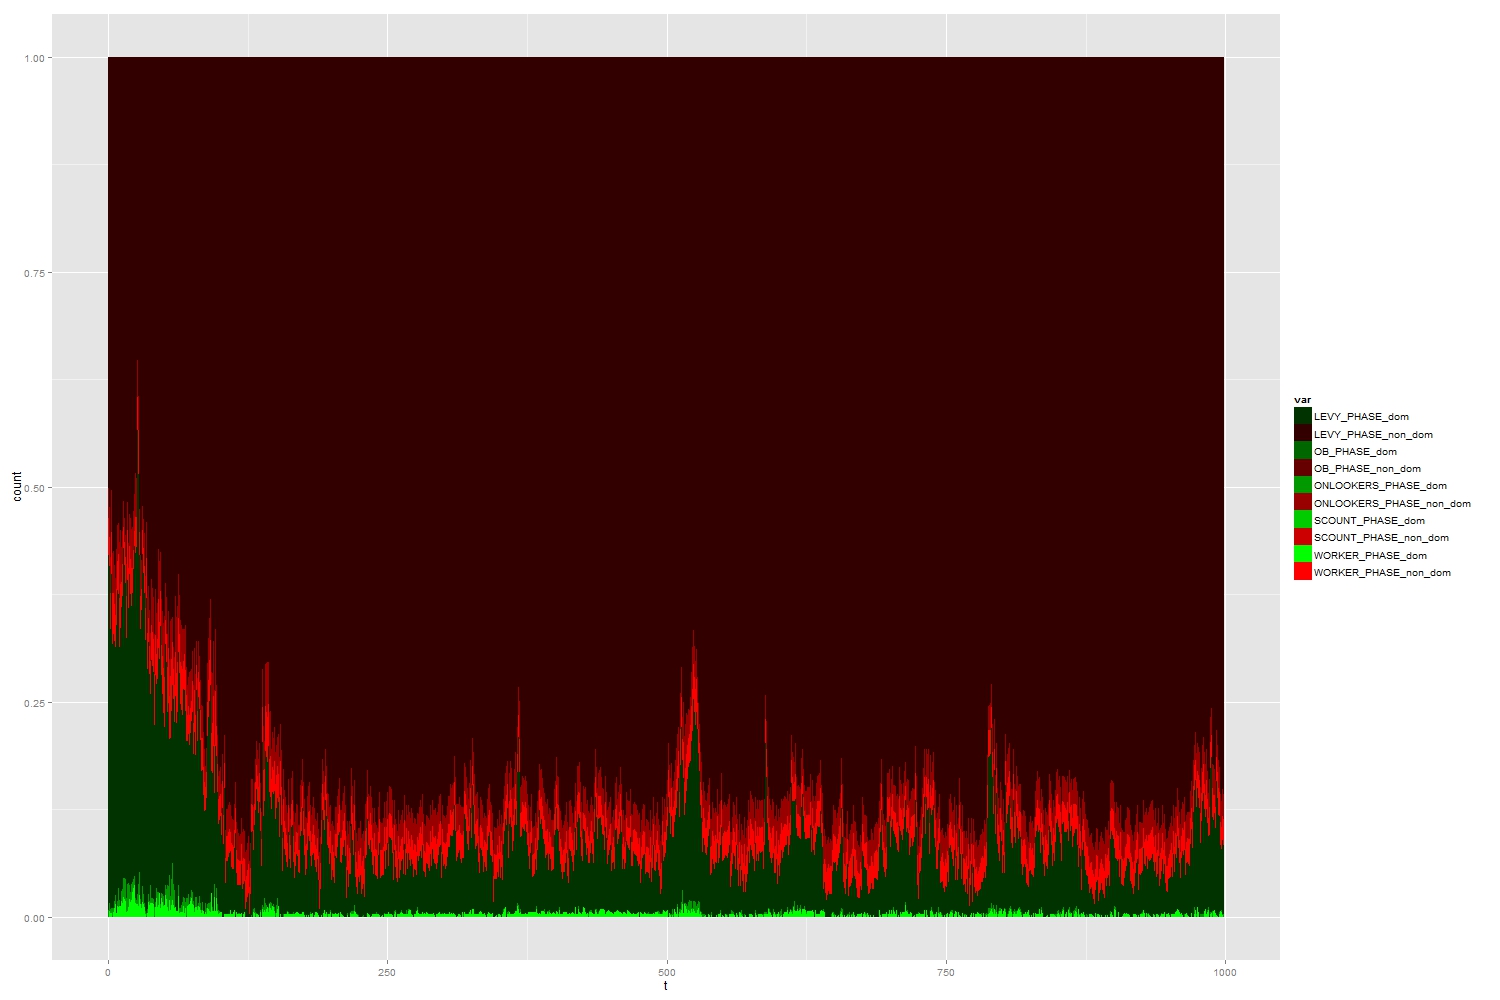 1.00
0.75
0.50
0.25
0.00
count
0
250
500
750
1000
t
var
LEVY_PHASE_dom
LEVY_PHASE_non_dom
OB_PHASE_dom
OB_PHASE_non_dom
ONLOOKERS_PHASE_dom
ONLOOKERS_PHASE_non_dom
SCOUNT_PHASE_dom
SCOUNT_PHASE_non_dom
WORKER_PHASE_dom
WORKER_PHASE_non_dom